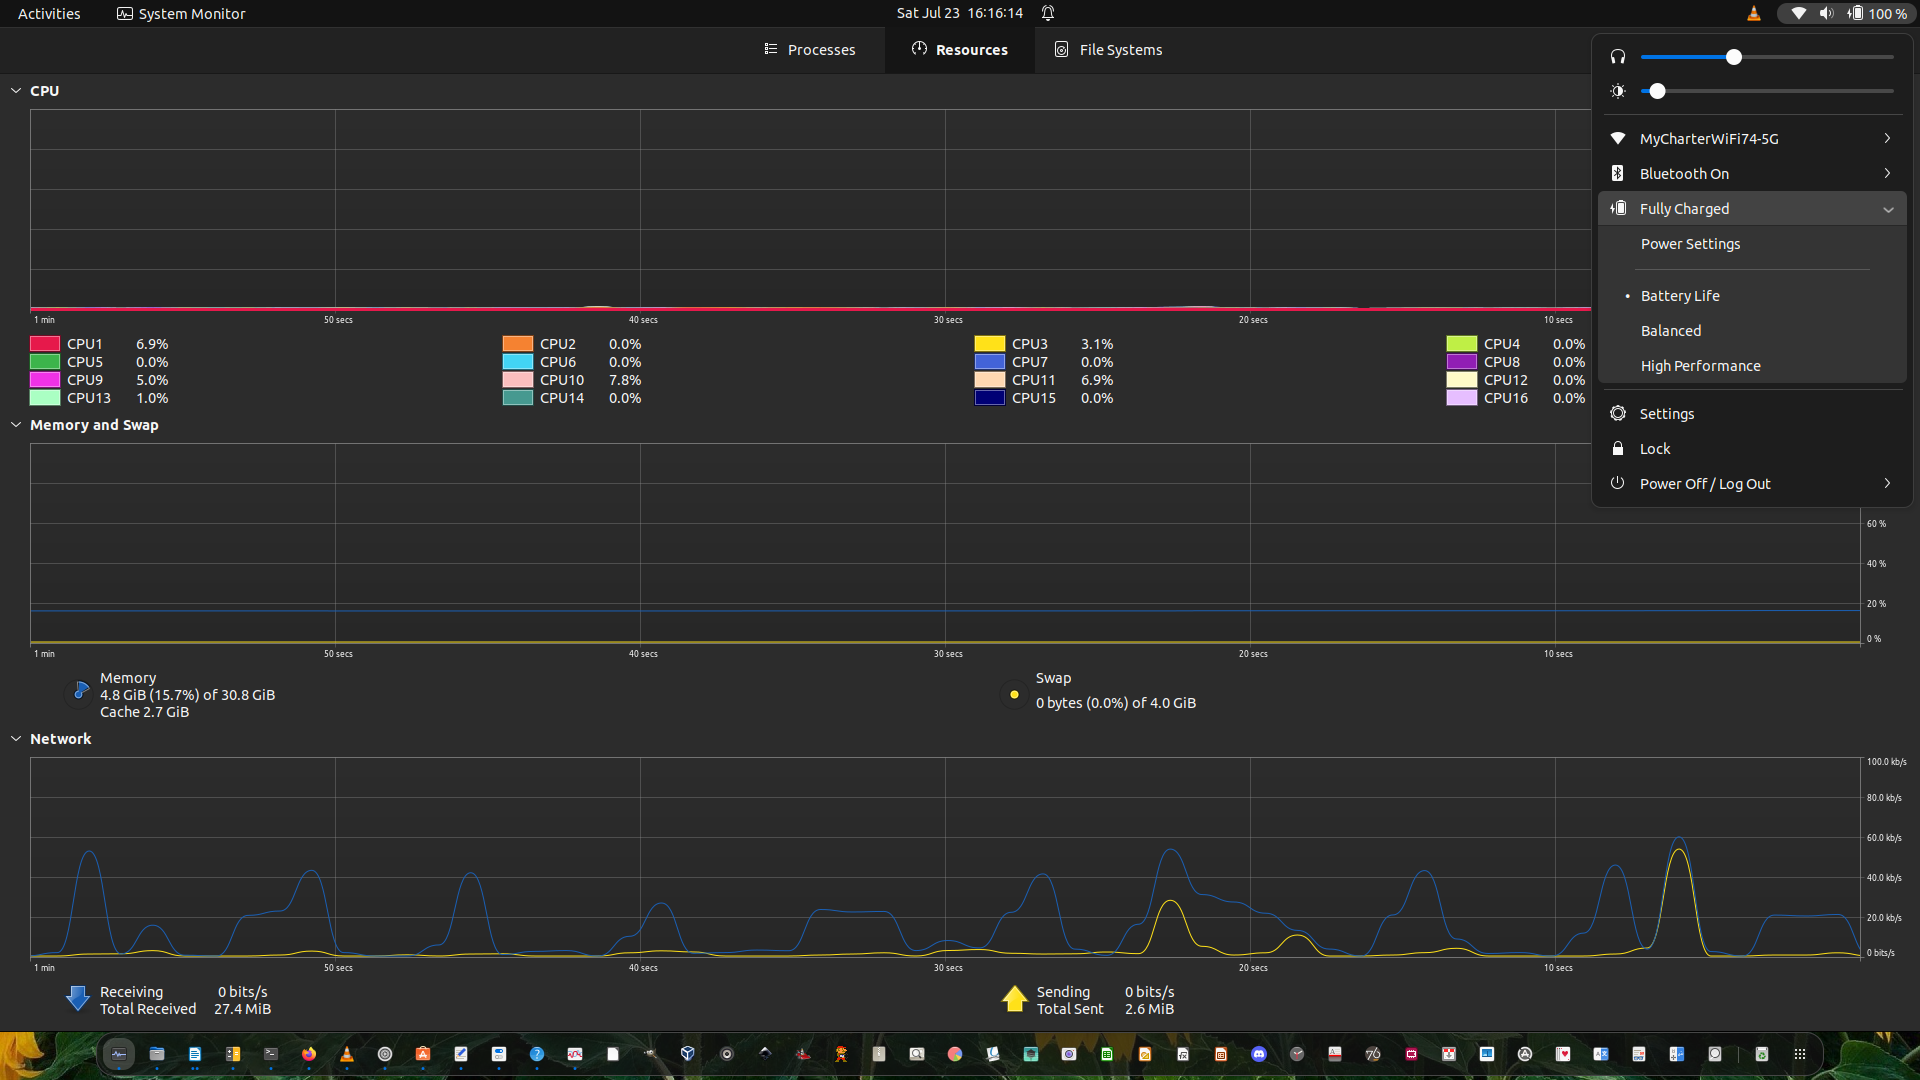 Activities System Monitor Sat Jul 23 16:16:14 100 %
Processes Resources File Systems
CPU
1 min 50 secs 40 secs 30 secs 20 secs 10 secs
CPU1 6.9% CPU2 0.0% CPU3 3.1% CPU4 0.0%
CPU5 0.0% CPU6 0.0% CPU7 0.0% CPU8 0.0%
CPU9 5.0% CPU10 7.8% CPU11 6.9% CPU12 0.0%
CPU13 1.0% CPU14 0.0% CPU15 0.0% CPU16 0.0%
MyCharterWiFi74-5G
Bluetooth On
Fully Charged
Power Settings
Battery Life
Balanced
High Performance
Settings
Lock
Power Off / Log Out
Memory and Swap
60 %
40 %
20 %
0 %
1 min 50 secs 40 secs 30 secs 20 secs 10 secs
Memory
4.8 GiB (15.7%) of 30.8 GiB
Cache 2.7 GiB
Swap
0 bytes (0.0%) of 4.0 GiB
Network
100.0 kb/s
80.0 kb/s
60.0 kb/s
40.0 kb/s
20.0 kb/s
0 bits/s
1 min 50 secs 40 secs 30 secs 20 secs 10 secs
Receiving 0 bits/s
Total Received 27.4 MiB
Sending 0 bits/s
Total Sent 2.6 MiB